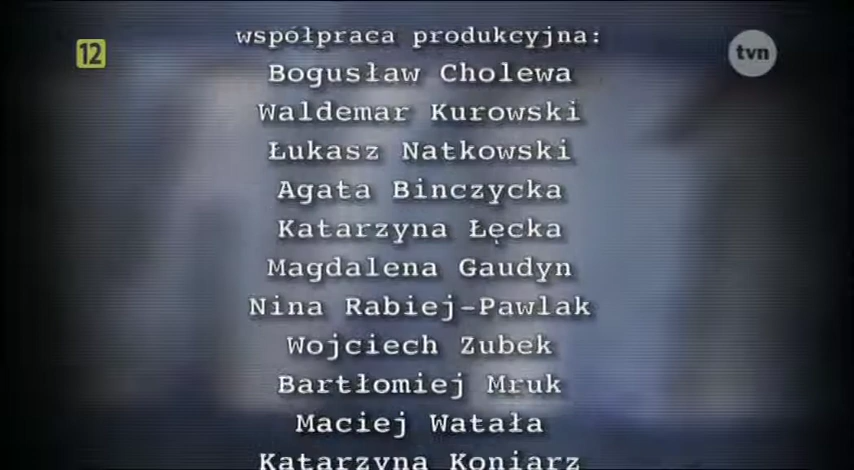 współpraca produkcyjna:
12
tvn
Bogusław Cholewa
Waldemar Kurowski
Łukasz Natkowski
Agata Binczycka
Katarzyna Łęcka
Magdalena Gaudyn
Nina Rabiej-Pawlak
Wojciech Zubek
Bartłomiej Mruk
Maciej Watała
Katarzyna Koniarz